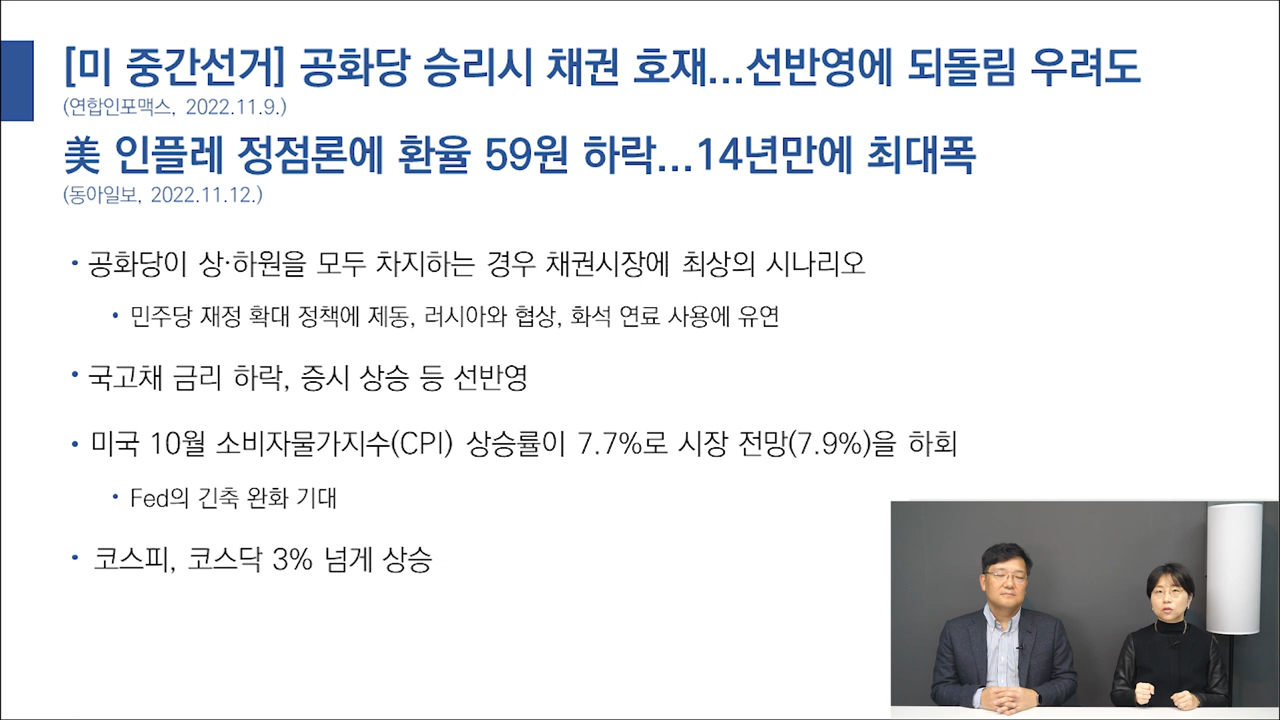 [미 중간선거] 공화당 승리시 채권 호재...선반영에 되돌림 우려도
(연합인포맥스, 2022.11.9.)
美 인플레 정점론에 환율 59원 하락...14년만에 최대폭
(동아일보, 2022.11.12.)
• 공화당이 상·하원을 모두 차지하는 경우 채권시장에 최상의 시나리오
• 민주당 재정 확대 정책에 제동, 러시아와 협상, 화석 연료 사용에 유연
• 국고채 금리 하락, 증시 상승 등 선반영
• 미국 10월 소비자물가지수(CPI) 상승률이 7.7%로 시장 전망(7.9%)을 하회
• Fed의 긴축 완화 기대
• 코스피, 코스닥 3% 넘게 상승